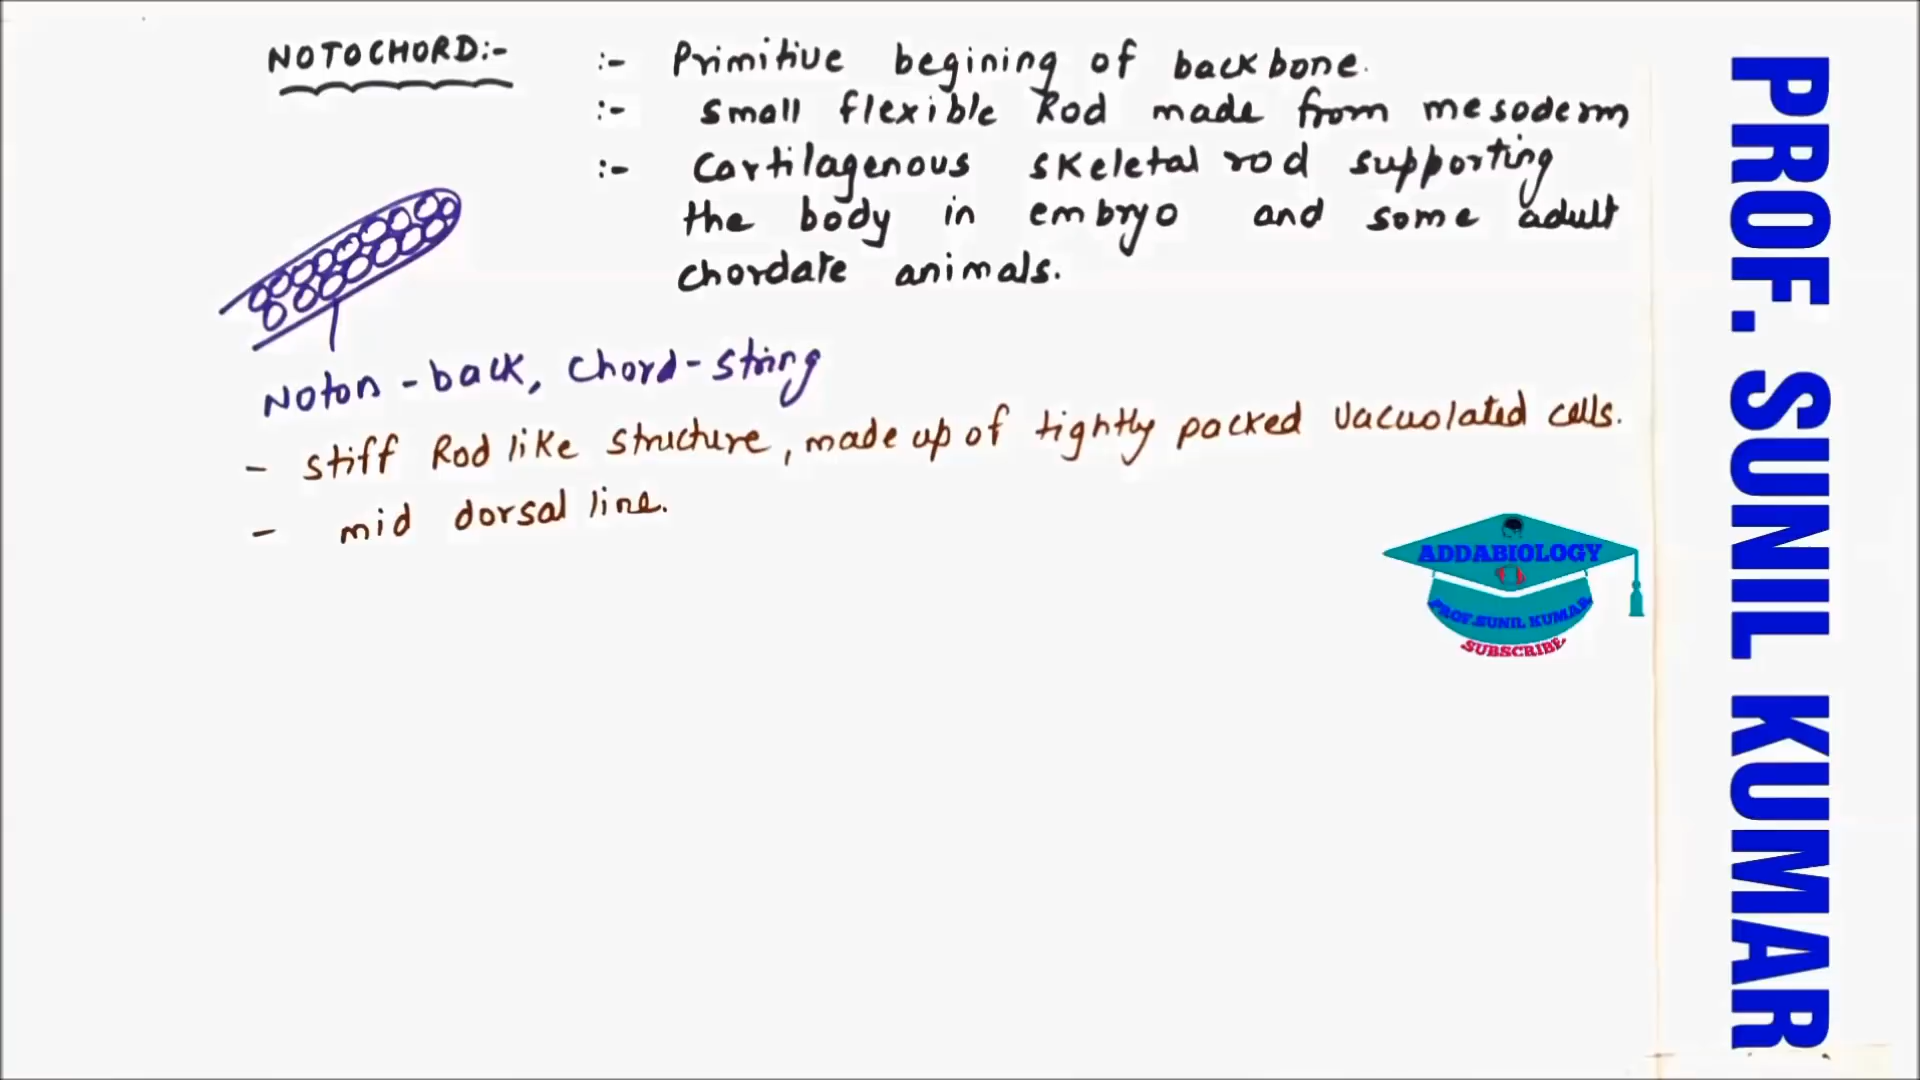 NOTOCHORD:-
:- Primitive begining of backbone.
:- small flexible Rod made from mesoderm
:- Cartilagenous skeletal rod supporting
the body in embryo and some adult
chordate animals.
Noton - back, Chord - string
- stiff Rod like structure, made up of tightly packed vacuolated cells.
- mid dorsal line.
ADDABIOLOGY
PROF.SUNIL KUMAR
SUBSCRIBE
PROF. SUNIL KUMAR